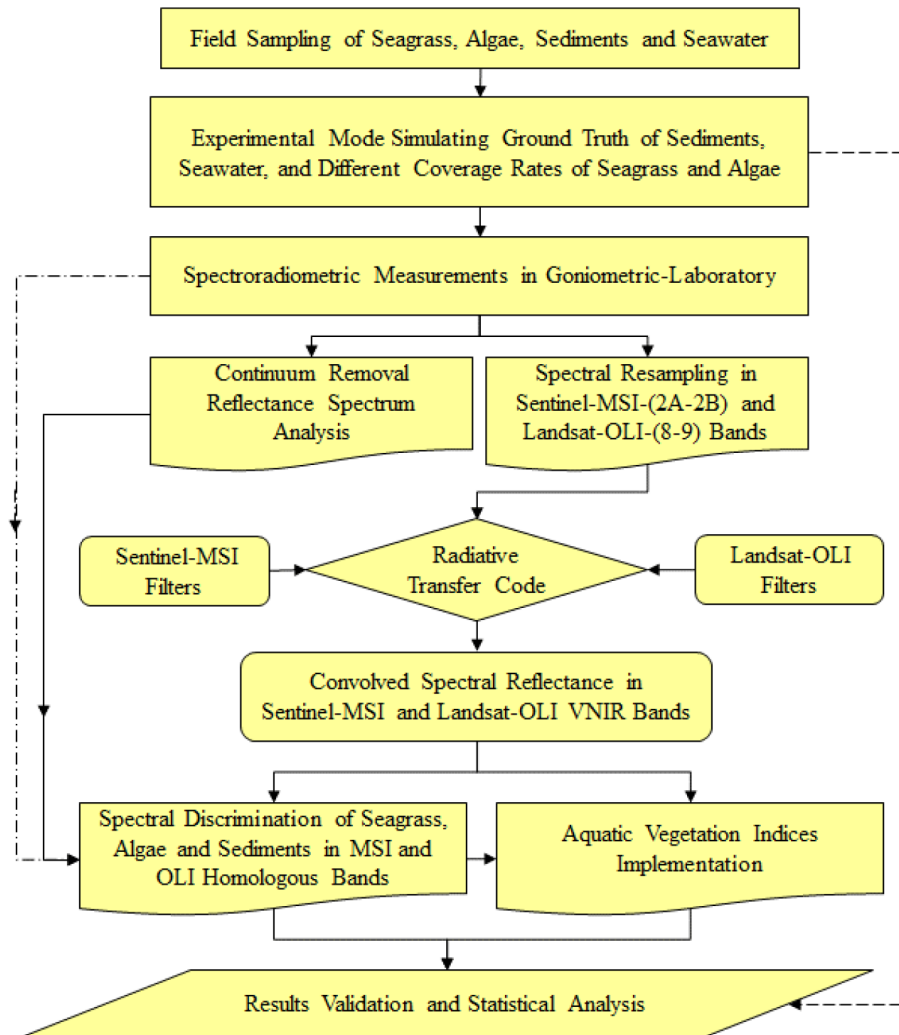 Field Sampling of Seagrass, Algae, Sediments and Seawater
Experimental Mode Simulating Ground Truth of Sediments,
Seawater, and Different Coverage Rates of Seagrass and Algae
Spectroradiometric Measurements in Goniometric-Laboratory
Continuum Removal
Reflectance Spectrum
Analysis
Spectral Resampling in
Sentinel-MSI-(2A-2B) and
Landsat-OLI-(8-9) Bands
Sentinel-MSI
Filters
Radiative
Transfer Code
Landsat-OLI
Filters
Convolved Spectral Reflectance in
Sentinel-MSI and Landsat-OLI VNIR Bands
Spectral Discrimination of Seagrass,
Algae and Sediments in MSI and
OLI Homologous Bands
Aquatic Vegetation Indices
Implementation
Results Validation and Statistical Analysis